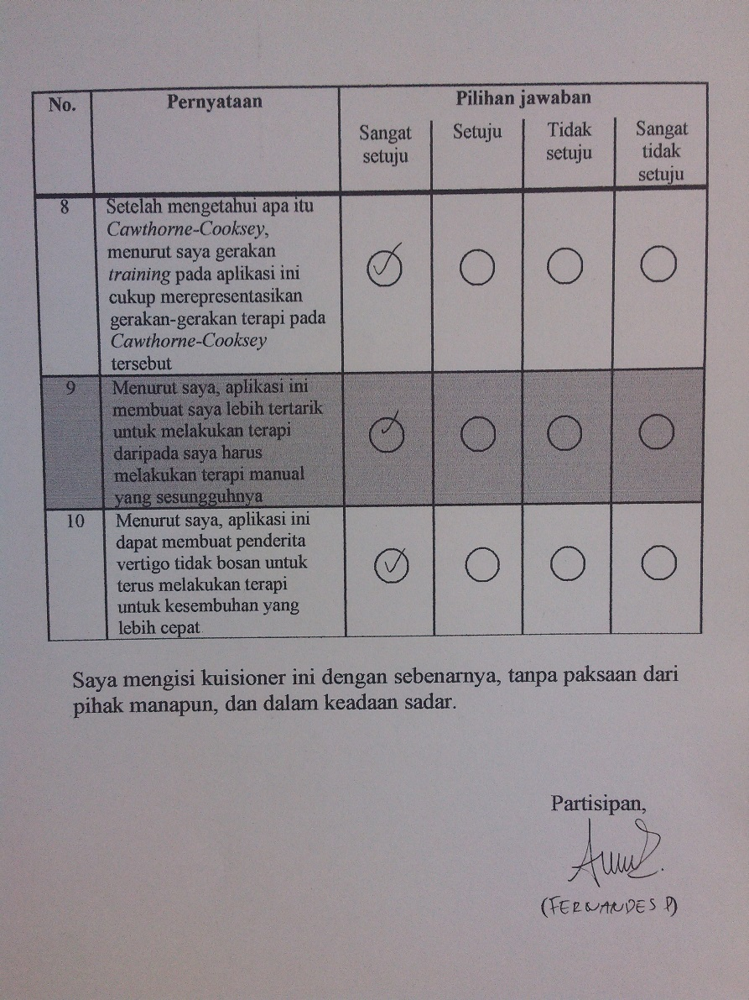 No.
Pernyataan
Pilihan jawaban
Sangat setuju
Setuju
Tidak setuju
Sangat tidak setuju
8
Setelah mengetahui apa itu
Cawthorne-Cooksey,
menurut saya gerakan
training pada aplikasi ini
cukup merepresentasikan
gerakan-gerakan terapi pada
Cawthorne-Cooksey
tersebut
9
Menurut saya, aplikasi ini
membuat saya lebih tertarik
untuk melakukan terapi
daripada saya harus
melakukan terapi manual
yang sesungguhnya
10
Menurut saya, aplikasi ini
dapat membuat penderita
vertigo tidak bosan untuk
terus melakukan terapi
untuk kesembuhan yang
lebih cepat
Saya mengisi kuisioner ini dengan sebenarnya, tanpa paksaan dari
pihak manapun, dan dalam keadaan sadar.
Partisipan,
(FERNANDES P)